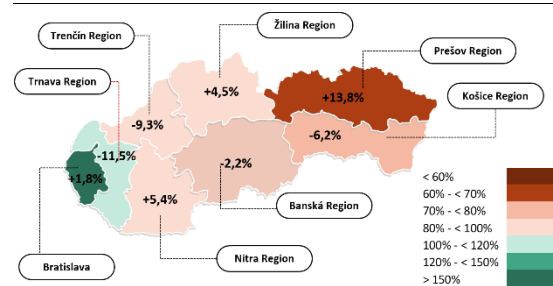 Žilina Region
Trenčín Region
Prešov Region
Trnava Region
Košice Region
+4,5%
+13,8%
-9,3%
-6,2%
-11,5%
-2,2%
+1,8%
+5,4%
Banská Region
Bratislava
Nitra Region
< 60%
60% - < 70%
70% - < 80%
80% - < 100%
100% - < 120%
120% - < 150%
> 150%